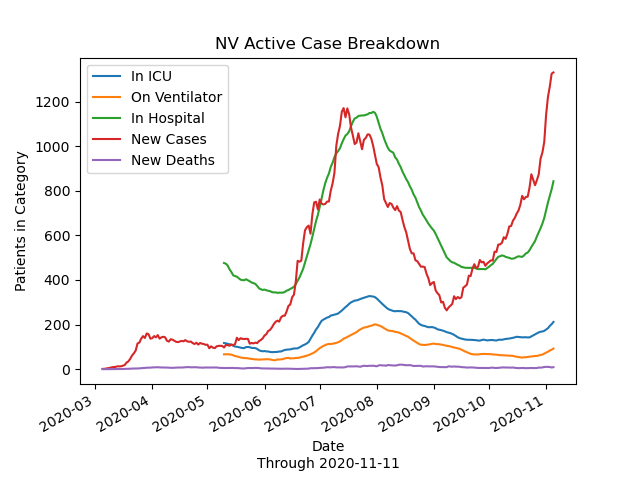 NV Active Case Breakdown
In ICU
On Ventilator
In Hospital
New Cases
New Deaths
Patients in Category
1200
1000
800
600
400
200
0
2020-03
2020-04
2020-05
2020-06
2020-07
2020-08
2020-09
2020-10
2020-11
Date
Through 2020-11-11